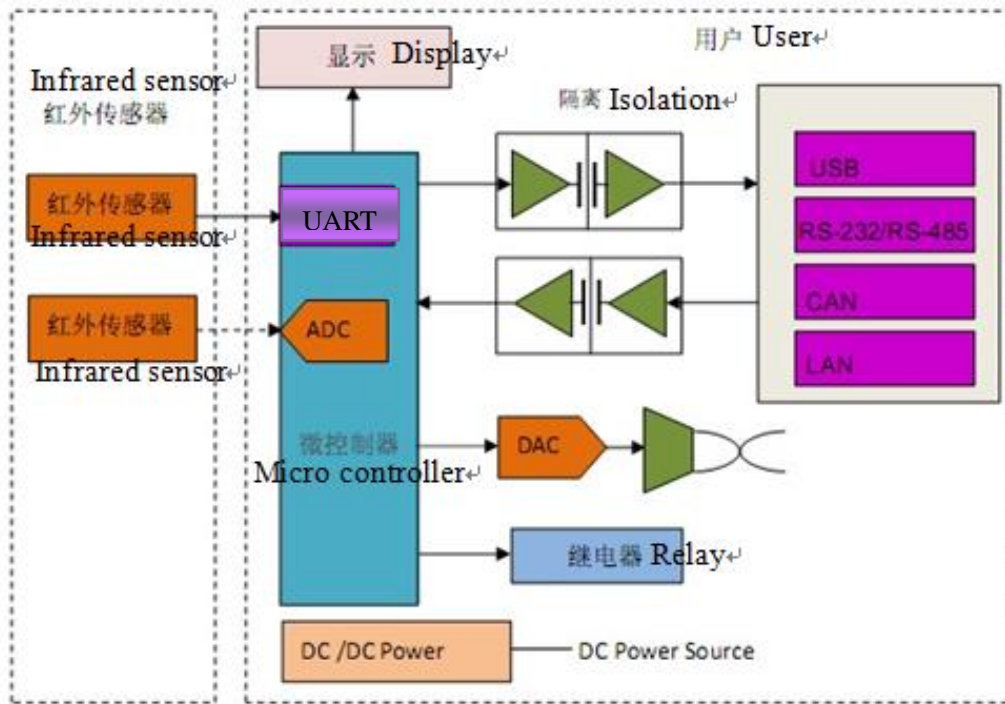 Infrared sensor↵
红外传感器
红外传感器
Infrared sensor↵
红外传感器
Infrared sensor↵
显示 Display↵
用户 User↵
隔离 Isolation↵
UART
ADC
微控制器
Micro controller↵
USB
RS-232/RS-485
CAN
LAN
DAC
继电器 Relay↵
DC /DC Power
DC Power Source